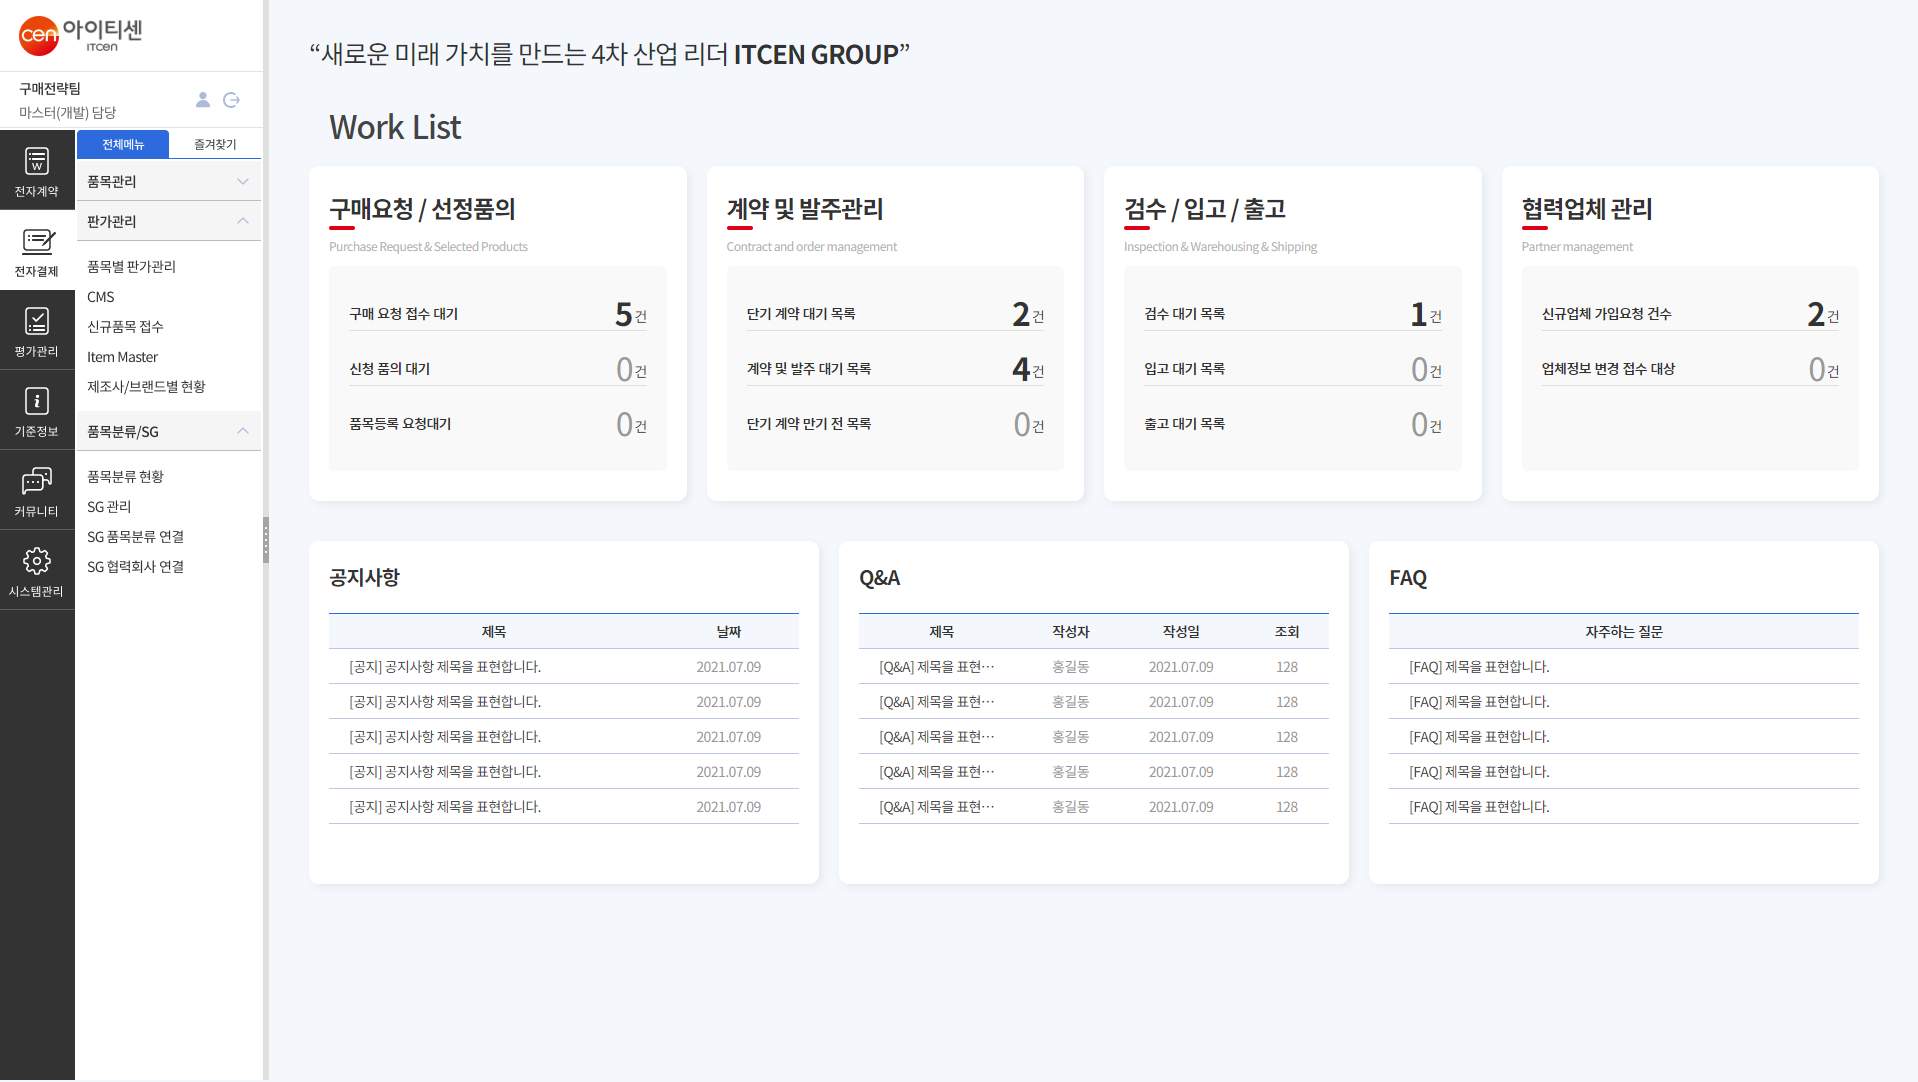 cen 아이티센
ITCEN
구매전략팀
마스터(개발) 담당
전체메뉴 즐겨찾기
전자계약
전자결제
평가관리
기준정보
커뮤니티
시스템관리
품목관리
판가관리
품목별 판가관리
CMS
신규품목 접수
Item Master
제조사/브랜드별 현황
품목분류/SG
품목분류 현황
SG 관리
SG 품목분류 연결
SG 협력회사 연결
“새로운 미래 가치를 만드는 4차 산업 리더 ITCEN GROUP”
Work List
구매요청 / 선정품의
Purchase Request & Selected Products
구매 요청 접수 대기 5건
신청 품의 대기 0건
품목등록 요청대기 0건
계약 및 발주관리
Contract and order management
단기 계약 대기 목록 2건
계약 및 발주 대기 목록 4건
단기 계약 만기 전 목록 0건
검수 / 입고 / 출고
Inspection & Warehousing & Shipping
검수 대기 목록 1건
입고 대기 목록 0건
출고 대기 목록 0건
협력업체 관리
Partner management
신규업체 가입요청 건수 2건
업체정보 변경 접수 대상 0건
공지사항
제목 날짜
[공지] 공지사항 제목을 표현합니다. 2021.07.09
[공지] 공지사항 제목을 표현합니다. 2021.07.09
[공지] 공지사항 제목을 표현합니다. 2021.07.09
[공지] 공지사항 제목을 표현합니다. 2021.07.09
[공지] 공지사항 제목을 표현합니다. 2021.07.09
Q&A
제목 작성자 작성일 조회
[Q&A] 제목을 표현… 홍길동 2021.07.09 128
[Q&A] 제목을 표현… 홍길동 2021.07.09 128
[Q&A] 제목을 표현… 홍길동 2021.07.09 128
[Q&A] 제목을 표현… 홍길동 2021.07.09 128
[Q&A] 제목을 표현… 홍길동 2021.07.09 128
FAQ
자주하는 질문
[FAQ] 제목을 표현합니다.
[FAQ] 제목을 표현합니다.
[FAQ] 제목을 표현합니다.
[FAQ] 제목을 표현합니다.
[FAQ] 제목을 표현합니다.